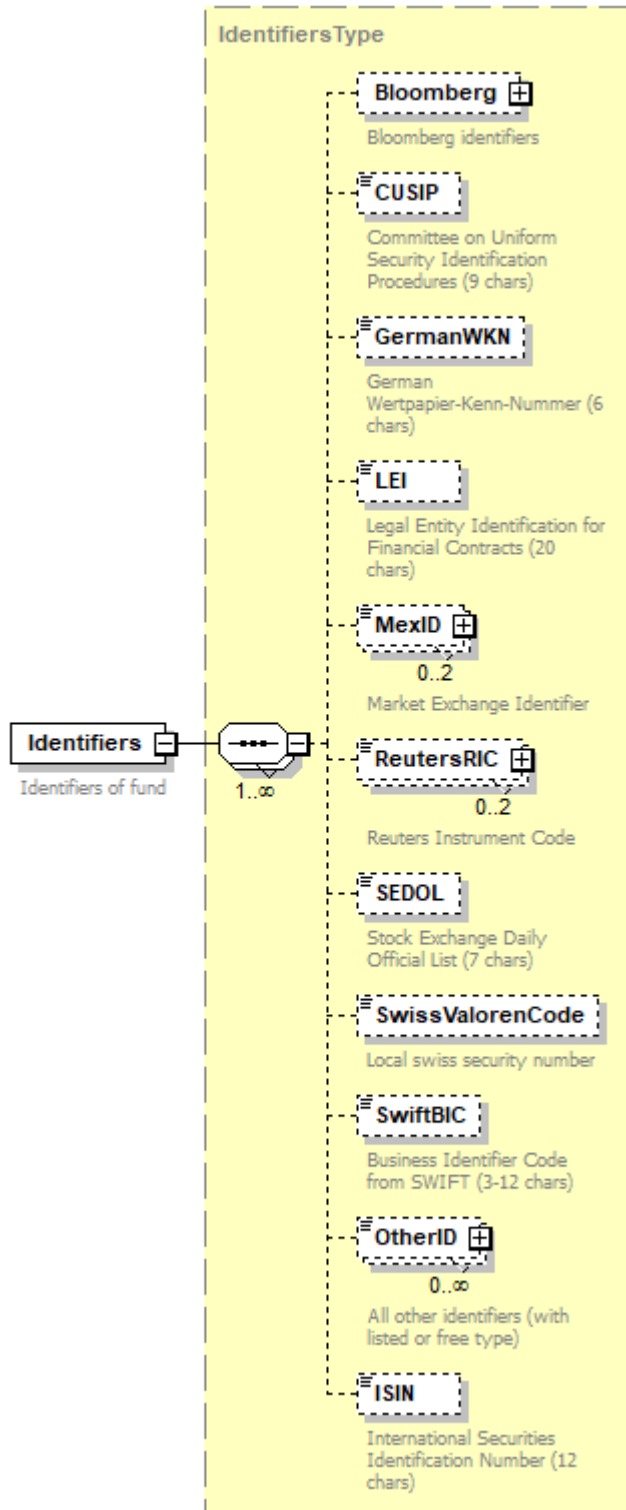 IdentifiersType
Bloomberg
Bloomberg identifiers
CUSIP
Committee on Uniform
Security Identification
Procedures (9 chars)
GermanWKN
German
Wertpapier-Kenn-Nummer (6
chars)
LEI
Legal Entity Identification for
Financial Contracts (20
chars)
MexID
0..2
Market Exchange Identifier
Identifiers
Identifiers of fund
1..∞
ReutersRIC
0..2
Reuters Instrument Code
SEDOL
Stock Exchange Daily
Official List (7 chars)
SwissValorenCode
Local swiss security number
SwiftBIC
Business Identifier Code
from SWIFT (3-12 chars)
OtherID
0..∞
All other identifiers (with
listed or free type)
ISIN
International Securities
Identification Number (12
chars)